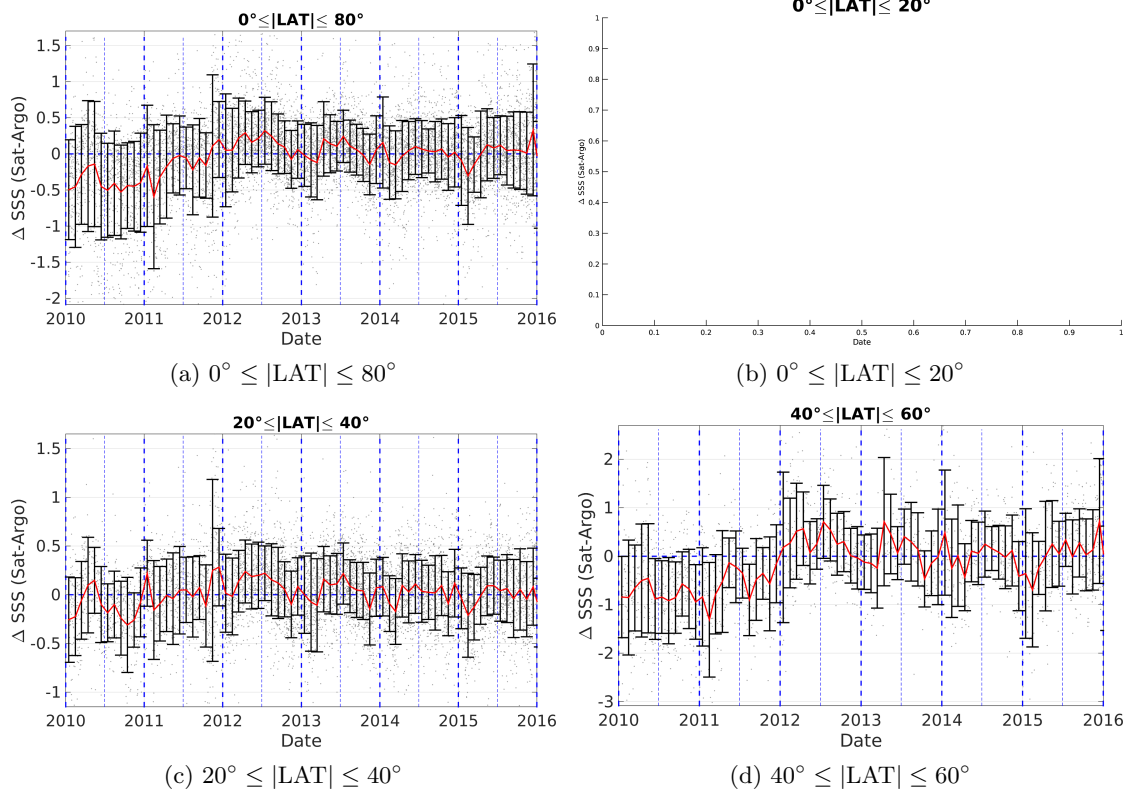 0°≤|LAT|≤ 80°
1.5
1
0.5
0
-0.5
-1
-1.5
-2
Δ SSS (Sat-Argo)
2010 2011 2012 2013 2014 2015 2016
Date
(a) 0° ≤ |LAT| ≤ 80°
0°≤|LAT|≤ 20°
1
0.9
0.8
0.7
0.6
0.5
0.4
0.3
0.2
0.1
0
Δ SSS (Sat-Argo)
0 0.1 0.2 0.3 0.4 0.5 0.6 0.7 0.8 0.9 1
Date
(b) 0° ≤ |LAT| ≤ 20°
20°≤|LAT|≤ 40°
1.5
1
0.5
0
-0.5
-1
Δ SSS (Sat-Argo)
2010 2011 2012 2013 2014 2015 2016
Date
(c) 20° ≤ |LAT| ≤ 40°
40°≤|LAT|≤ 60°
2
1
0
-1
-2
-3
Δ SSS (Sat-Argo)
2010 2011 2012 2013 2014 2015 2016
Date
(d) 40° ≤ |LAT| ≤ 60°